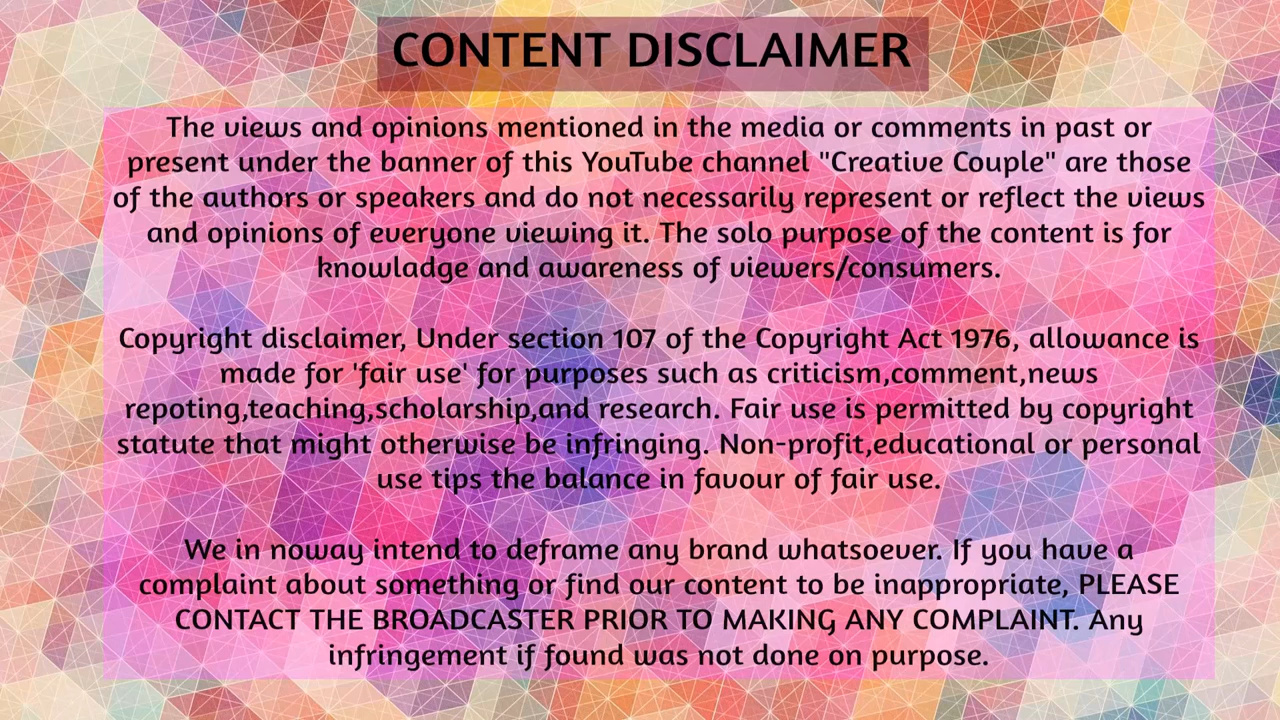 CONTENT DISCLAIMER
The views and opinions mentioned in the media or comments in past or
present under the banner of this YouTube channel "Creative Couple" are those
of the authors or speakers and do not necessarily represent or reflect the views
and opinions of everyone viewing it. The solo purpose of the content is for
knowladge and awareness of viewers/consumers.
Copyright disclaimer, Under section 107 of the Copyright Act 1976, allowance is
made for 'fair use' for purposes such as criticism,comment,news
repoting,teaching,scholarship,and research. Fair use is permitted by copyright
statute that might otherwise be infringing. Non-profit,educational or personal
use tips the balance in favour of fair use.
We in noway intend to deframe any brand whatsoever. If you have a
complaint about something or find our content to be inappropriate, PLEASE
CONTACT THE BROADCASTER PRIOR TO MAKING ANY COMPLAINT. Any
infringement if found was not done on purpose.